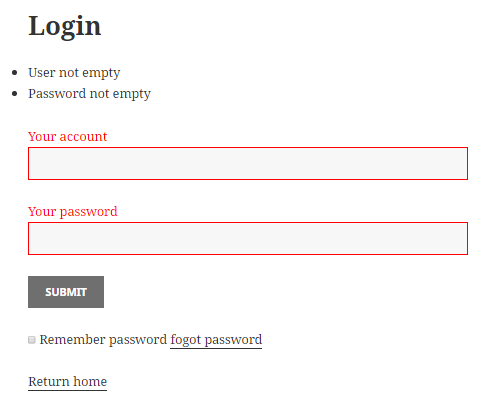 Login
User not empty
Password not empty
Your account
Your password
SUBMIT
Remember password fogot password
Return home